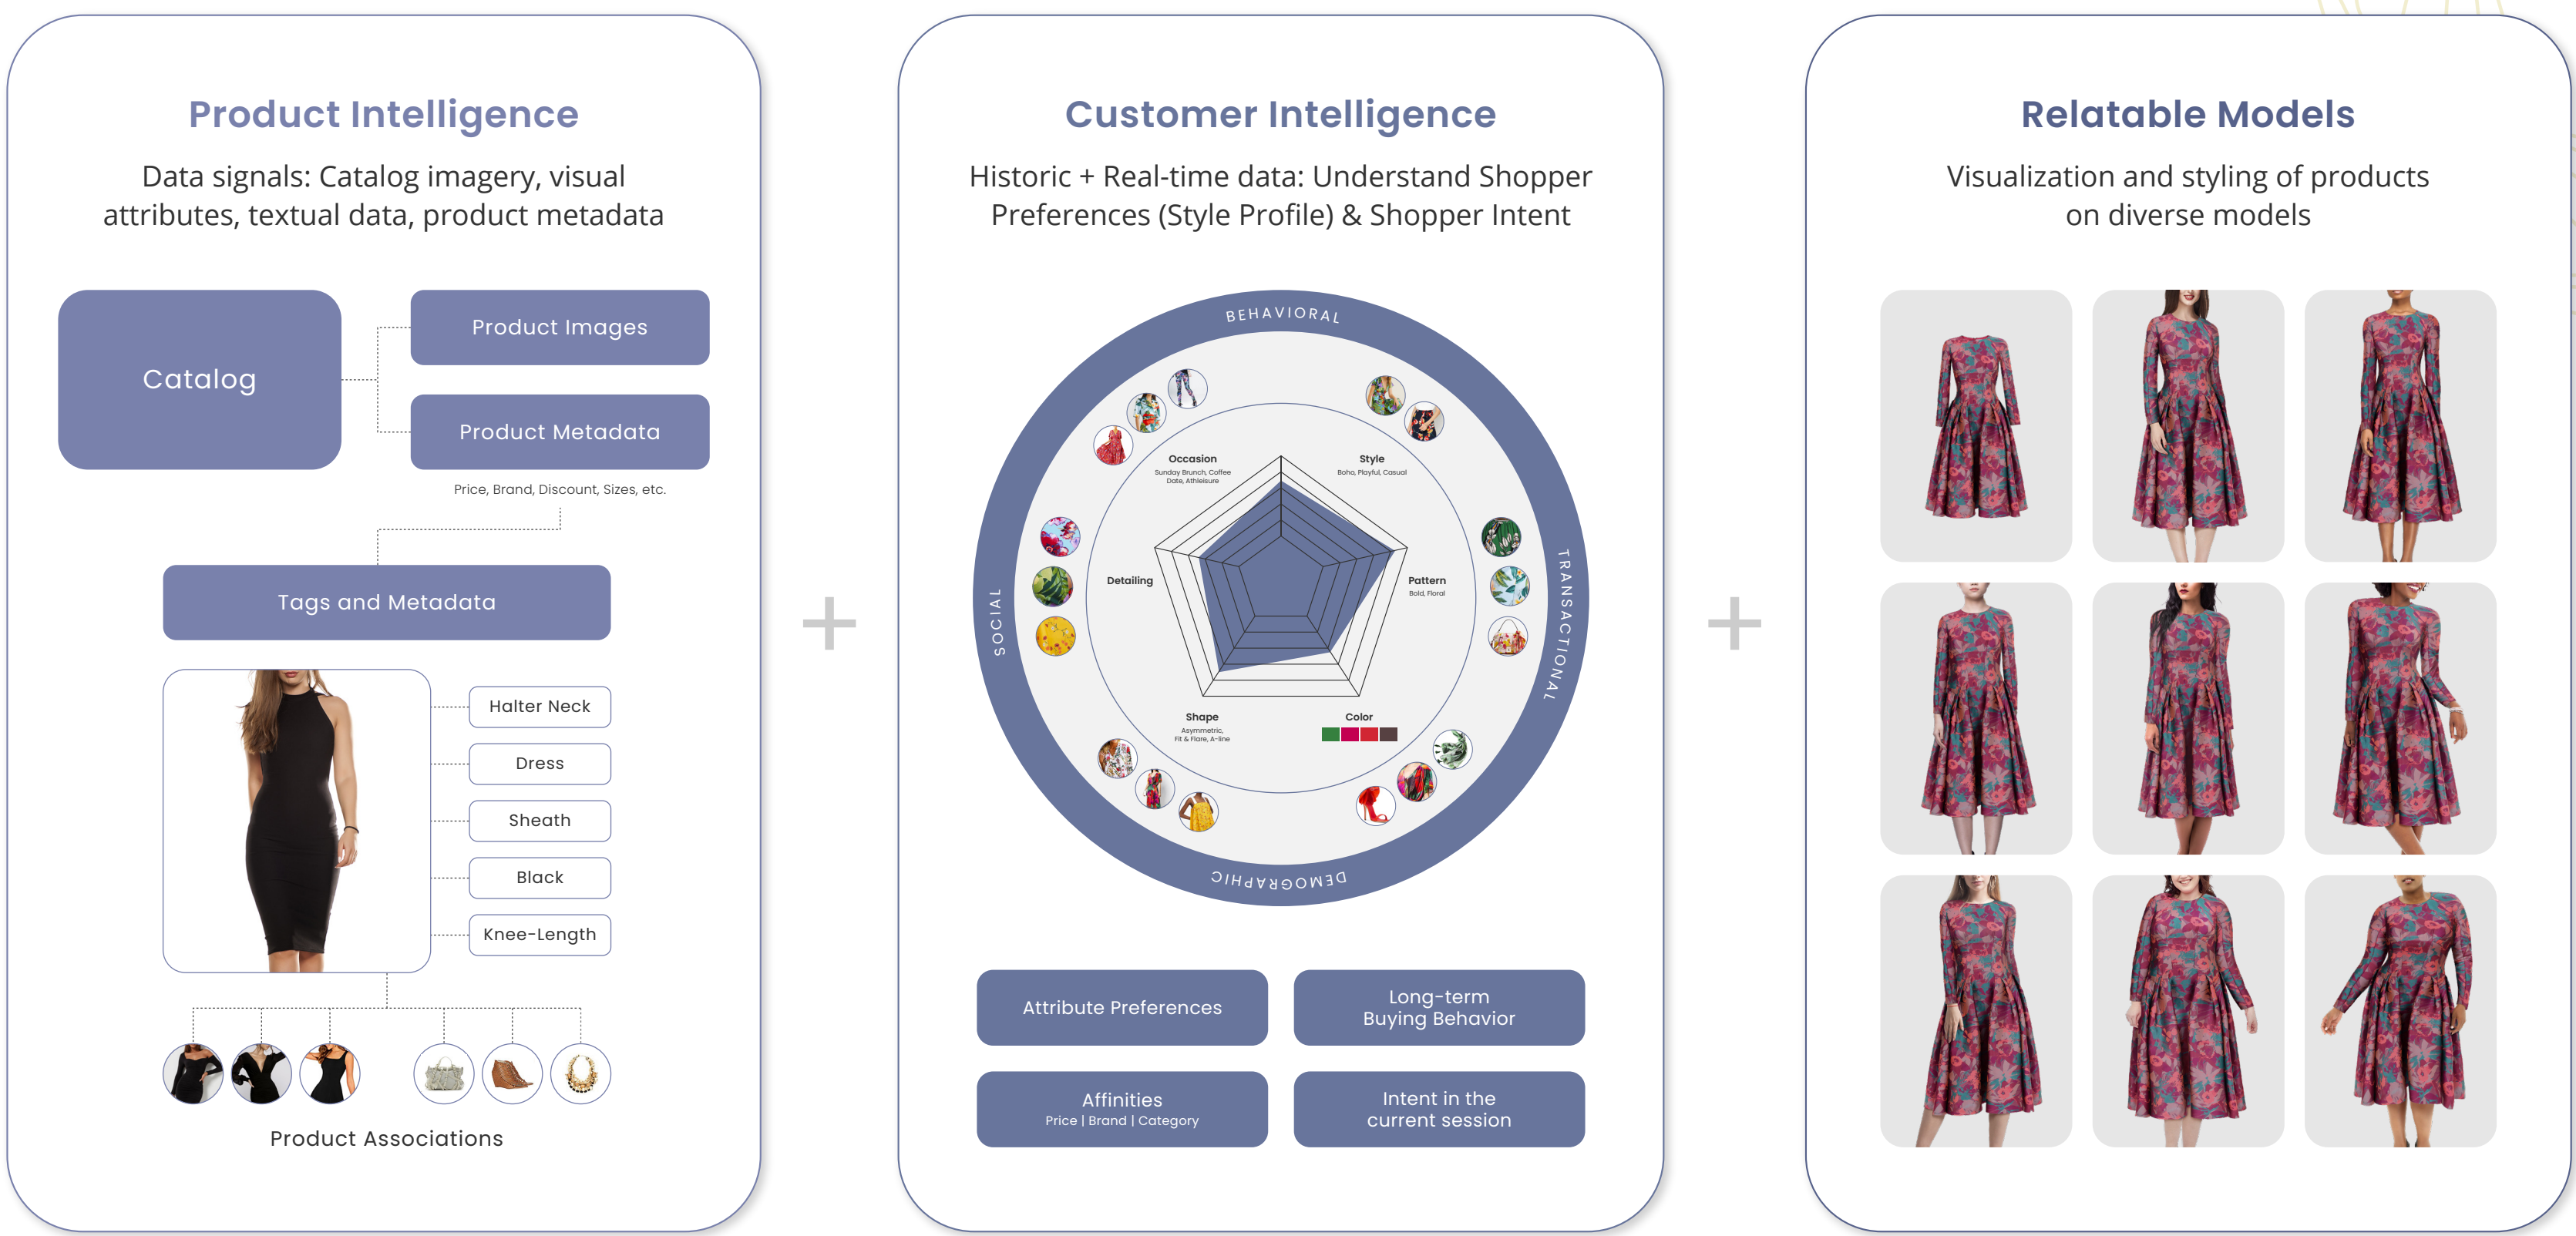 Product Intelligence
Data signals: Catalog imagery, visual
attributes, textual data, product metadata
Catalog
Product Images
Product Metadata
Price, Brand, Discount, Sizes, etc.
Tags and Metadata
Halter Neck
Dress
Sheath
Black
Knee-Length
Product Associations
+
Customer Intelligence
Historic + Real-time data: Understand Shopper
Preferences (Style Profile) & Shopper Intent
BEHAVIORAL
SOCIAL
TRANSACTIONAL
DEMOGRAPHIC
Occasion
Sunday Brunch, Coffee
Date, Athleisure
Style
Boho, Playful, Casual
Detailing
Pattern
Bold, Floral
Shape
Asymmetric,
Fit & Flare, A-line
Color
Attribute Preferences
Long-term
Buying Behavior
Affinities
Price | Brand | Category
Intent in the
current session
+
Relatable Models
Visualization and styling of products
on diverse models